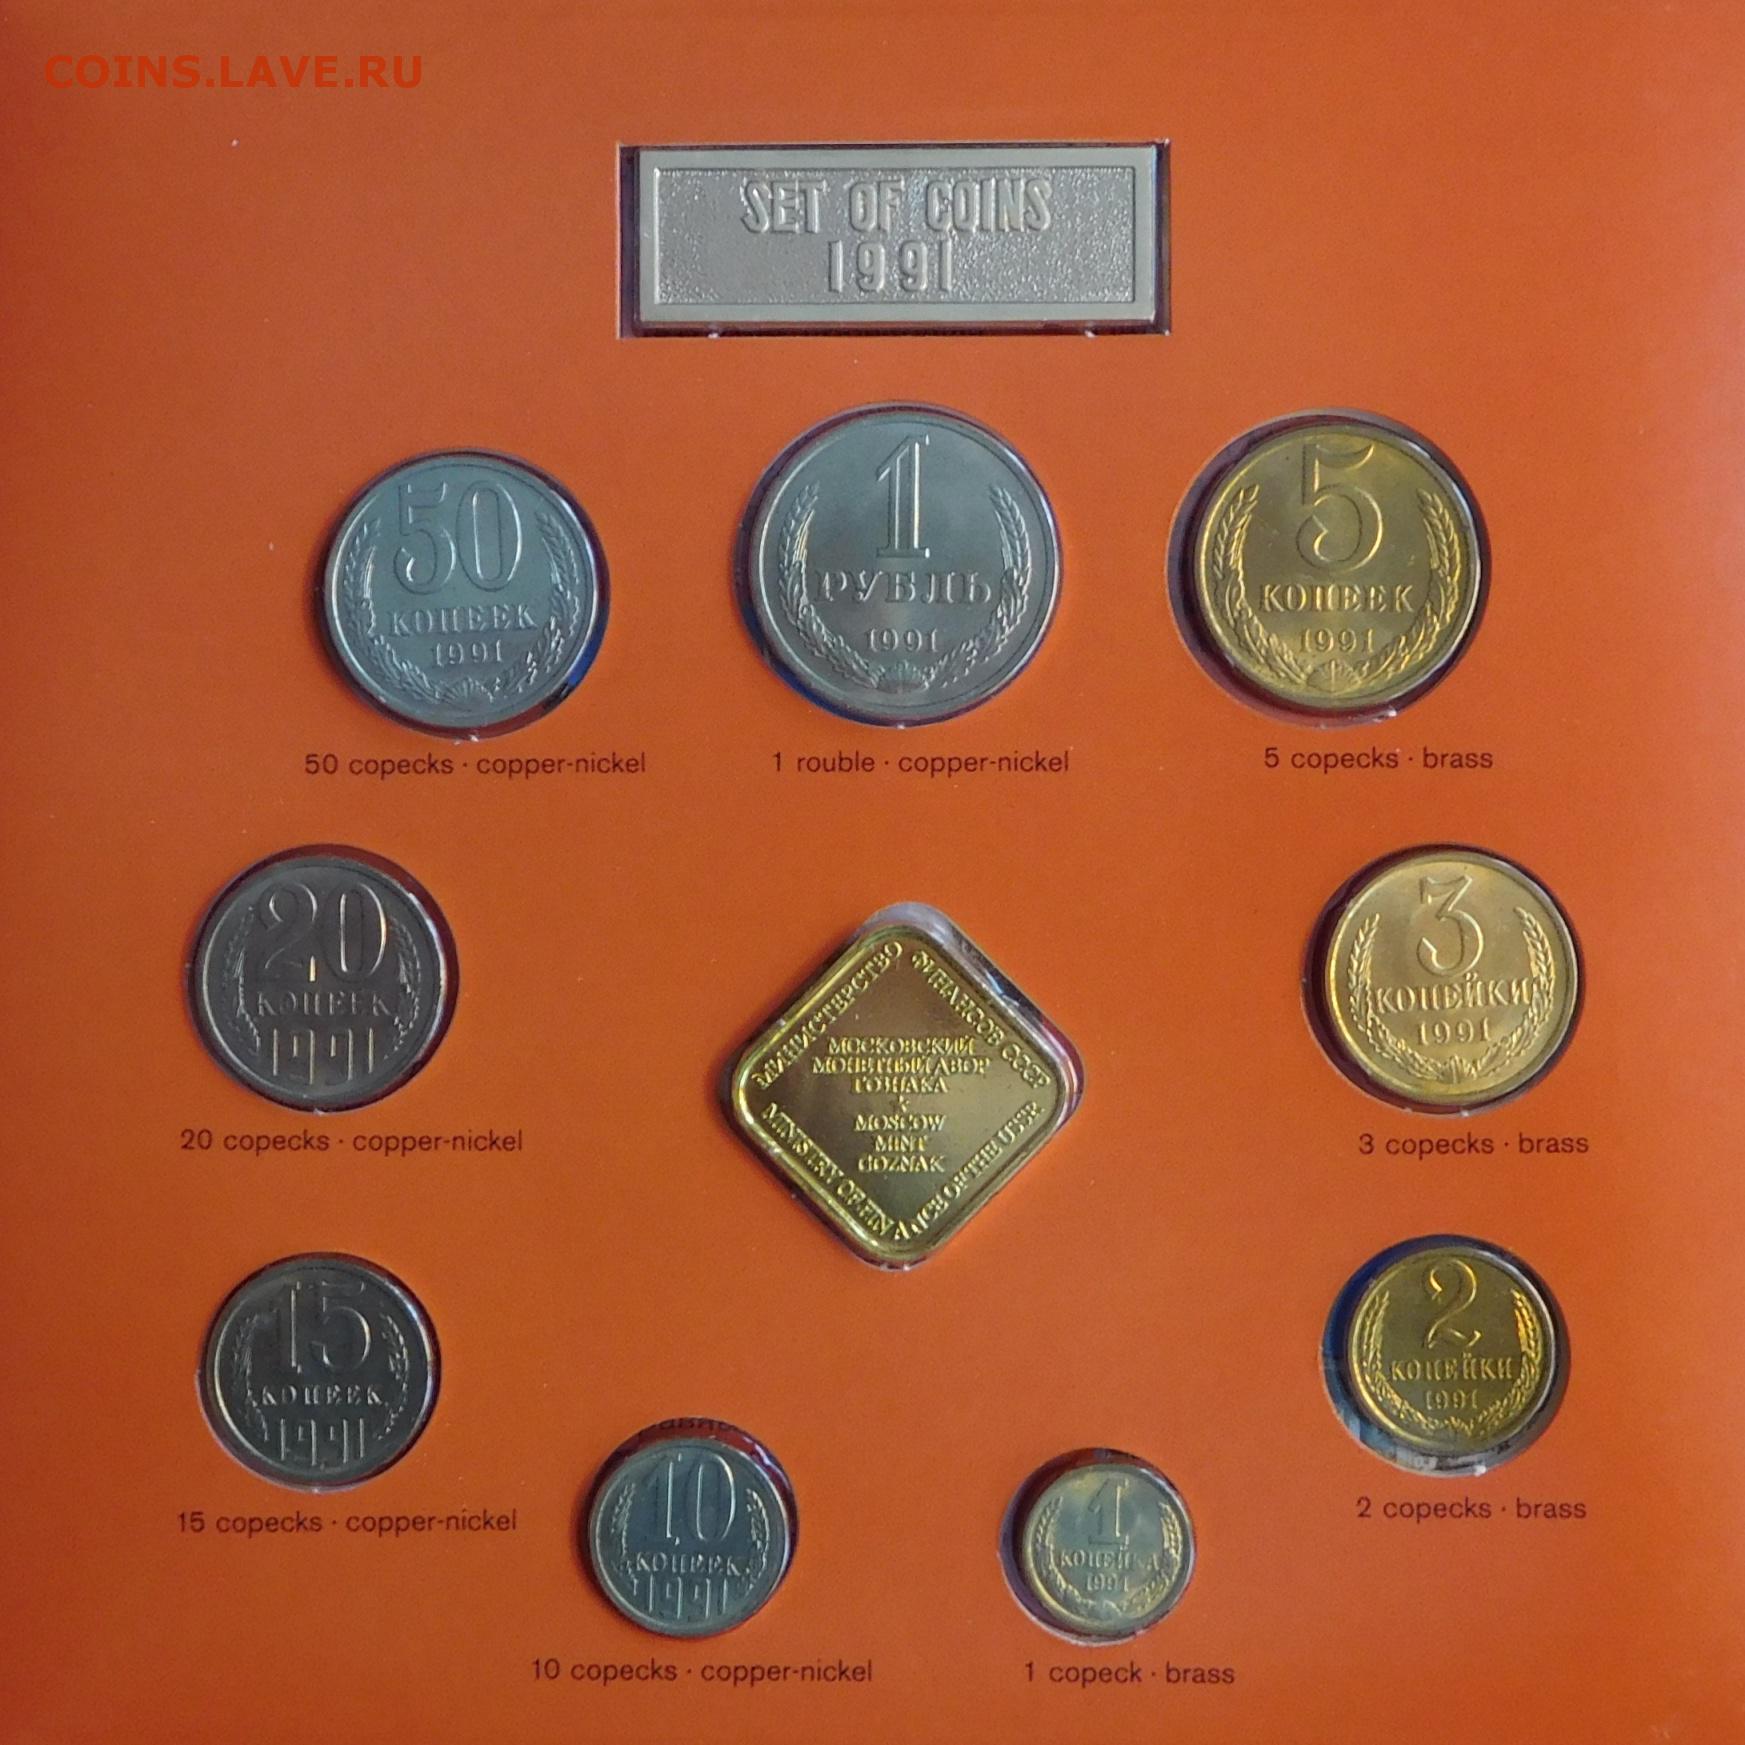 COINS.LAVE.RU
SET OF COINS
1991
50
КОПЕЕК
1991
1
РУБЛЬ
1991
5
КОПЕЕК
1991
50 copecks · copper-nickel
1 rouble · copper-nickel
5 copecks · brass
20
КОПЕЕК
1991
МИНИСТЕРСТВО ФИНАНСОВ СССР
МОСКОВСКИЙ
МОНЕТНЫЙ ДВОР
ГОЗНАКА
MOSCOW
MINT
GOZNAK
MINISTRY OF FINANCE OF THE USSR
3
КОПЕЙКИ
1991
20 copecks · copper-nickel
3 copecks · brass
15
КОПЕЕК
1991
2
КОПЕЙКИ
1991
15 copecks · copper-nickel
2 copecks · brass
10
КОПЕЕК
1991
1
КОПЕЙКА
1991
10 copecks · copper-nickel
1 copeck · brass